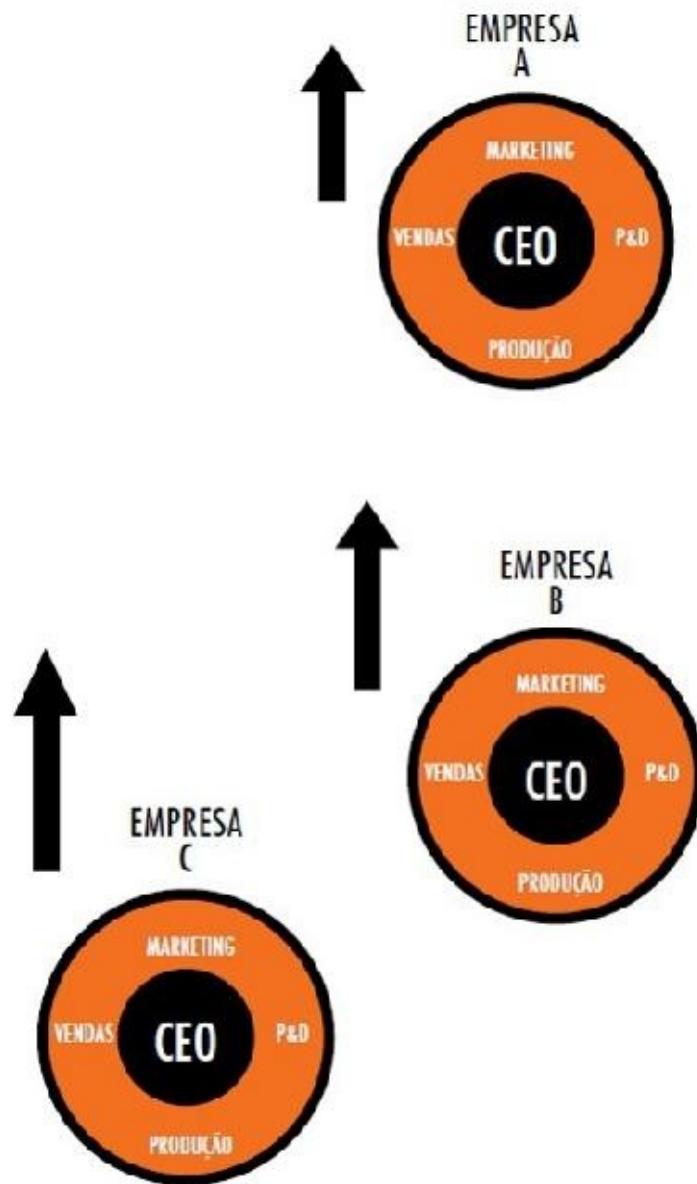 EMPRESA
A
MARKETING
VENDAS CEO P&D
PRODUÇÃO
EMPRESA
B
MARKETING
VENDAS CEO P&D
PRODUÇÃO
EMPRESA
C
MARKETING
VENDAS CEO P&D
PRODUÇÃO